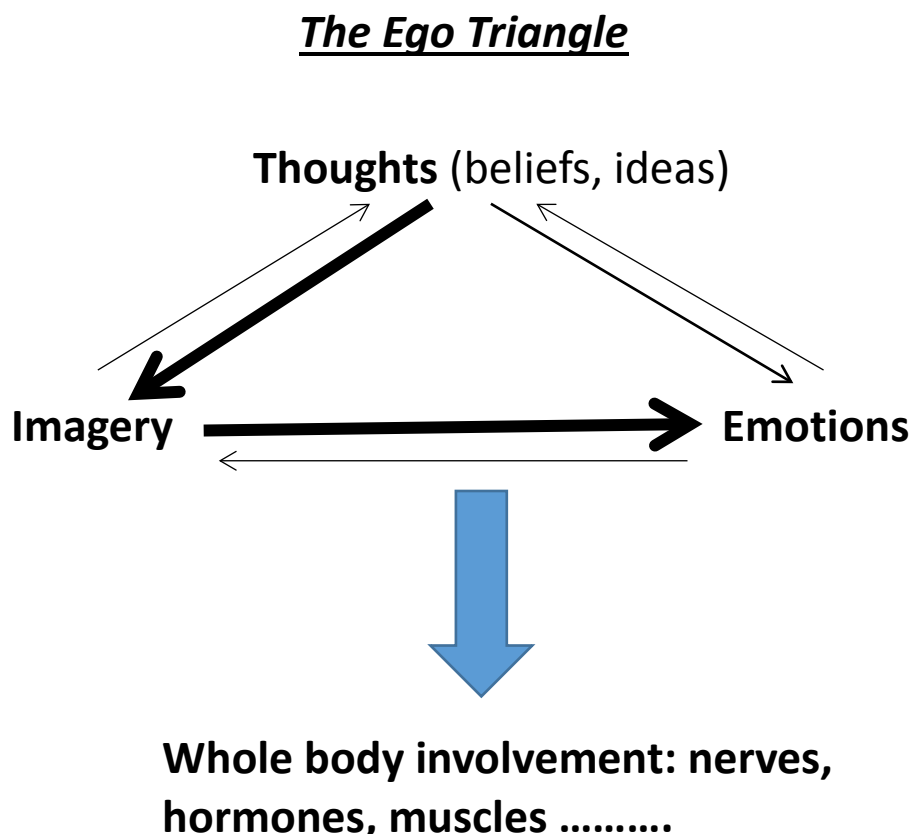 The Ego Triangle
Thoughts (beliefs, ideas)
Imagery
Emotions
Whole body involvement: nerves,
hormones, muscles ……….